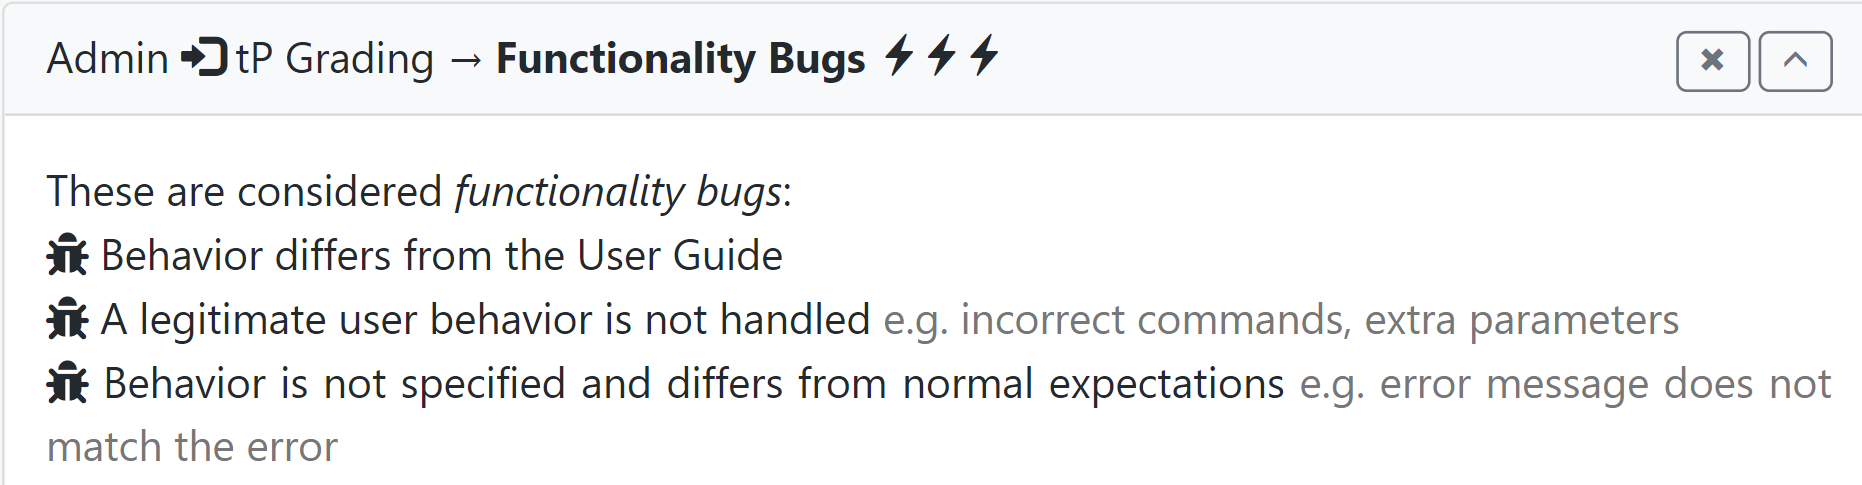 Admin tP Grading → Functionality Bugs
These are considered functionality bugs:
Behavior differs from the User Guide
A legitimate user behavior is not handled e.g. incorrect commands, extra parameters
Behavior is not specified and differs from normal expectations e.g. error message does not
match the error